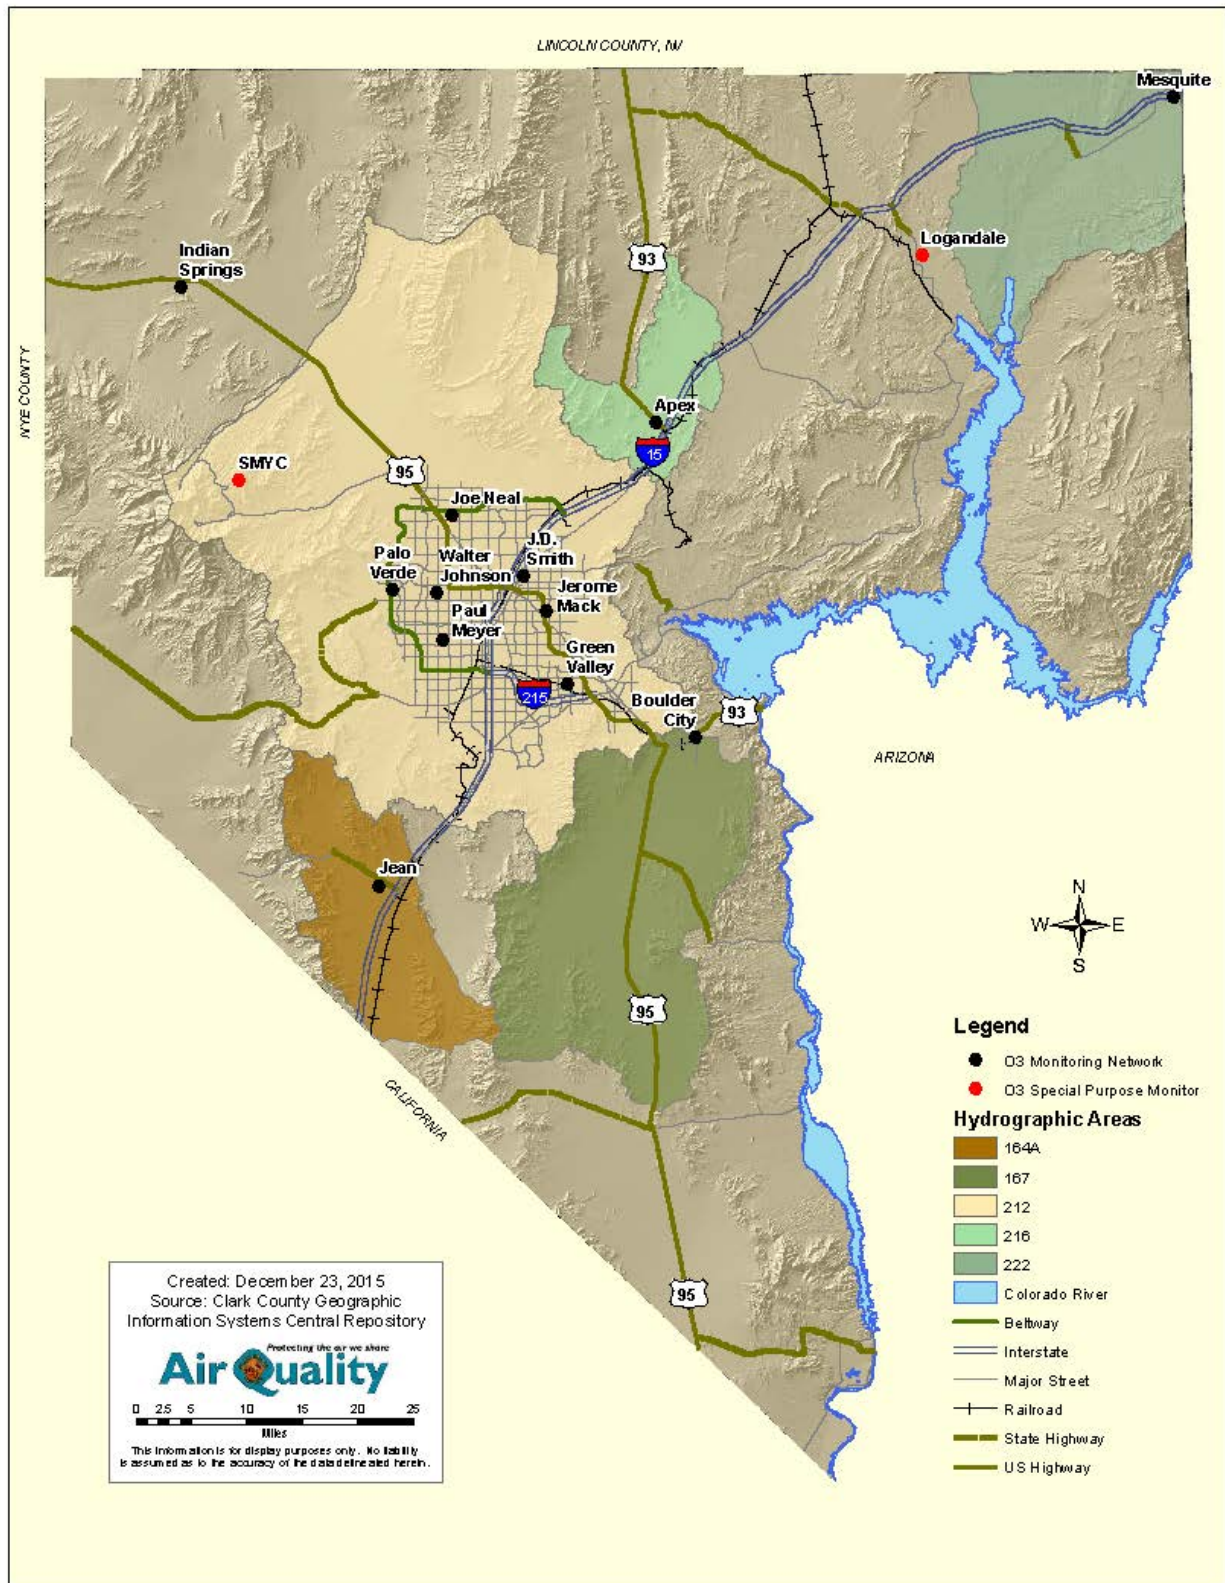 LINCOLN COUNTY, NV
Mesquite
Logandale
Indian
Springs
93
NYE COUNTY
Apex
15
SMYC
95
Joe Neal
J.D.
Smith
Walter
Johnson
Palo
Verde
Jerome
Mack
Paul
Meyer
Green
Valley
215
Boulder
City
93
ARIZONA
Jean
N
W
E
S
95
CALIFORNIA
95
Legend
O3 Monitoring Network
O3 Special Purpose Monitor
Hydrographic Areas
164A
167
212
216
222
Colorado River
Beltway
Interstate
Major Street
Railroad
State Highway
US Highway
Created: December 23, 2015
Source: Clark County Geographic
Information Systems Central Repository
Protecting the air we share
Air Quality
0 2.5 5 10 15 20 25
Miles
This information is for display purposes only. No liability
is assumed as to the accuracy of the data delineated herein.